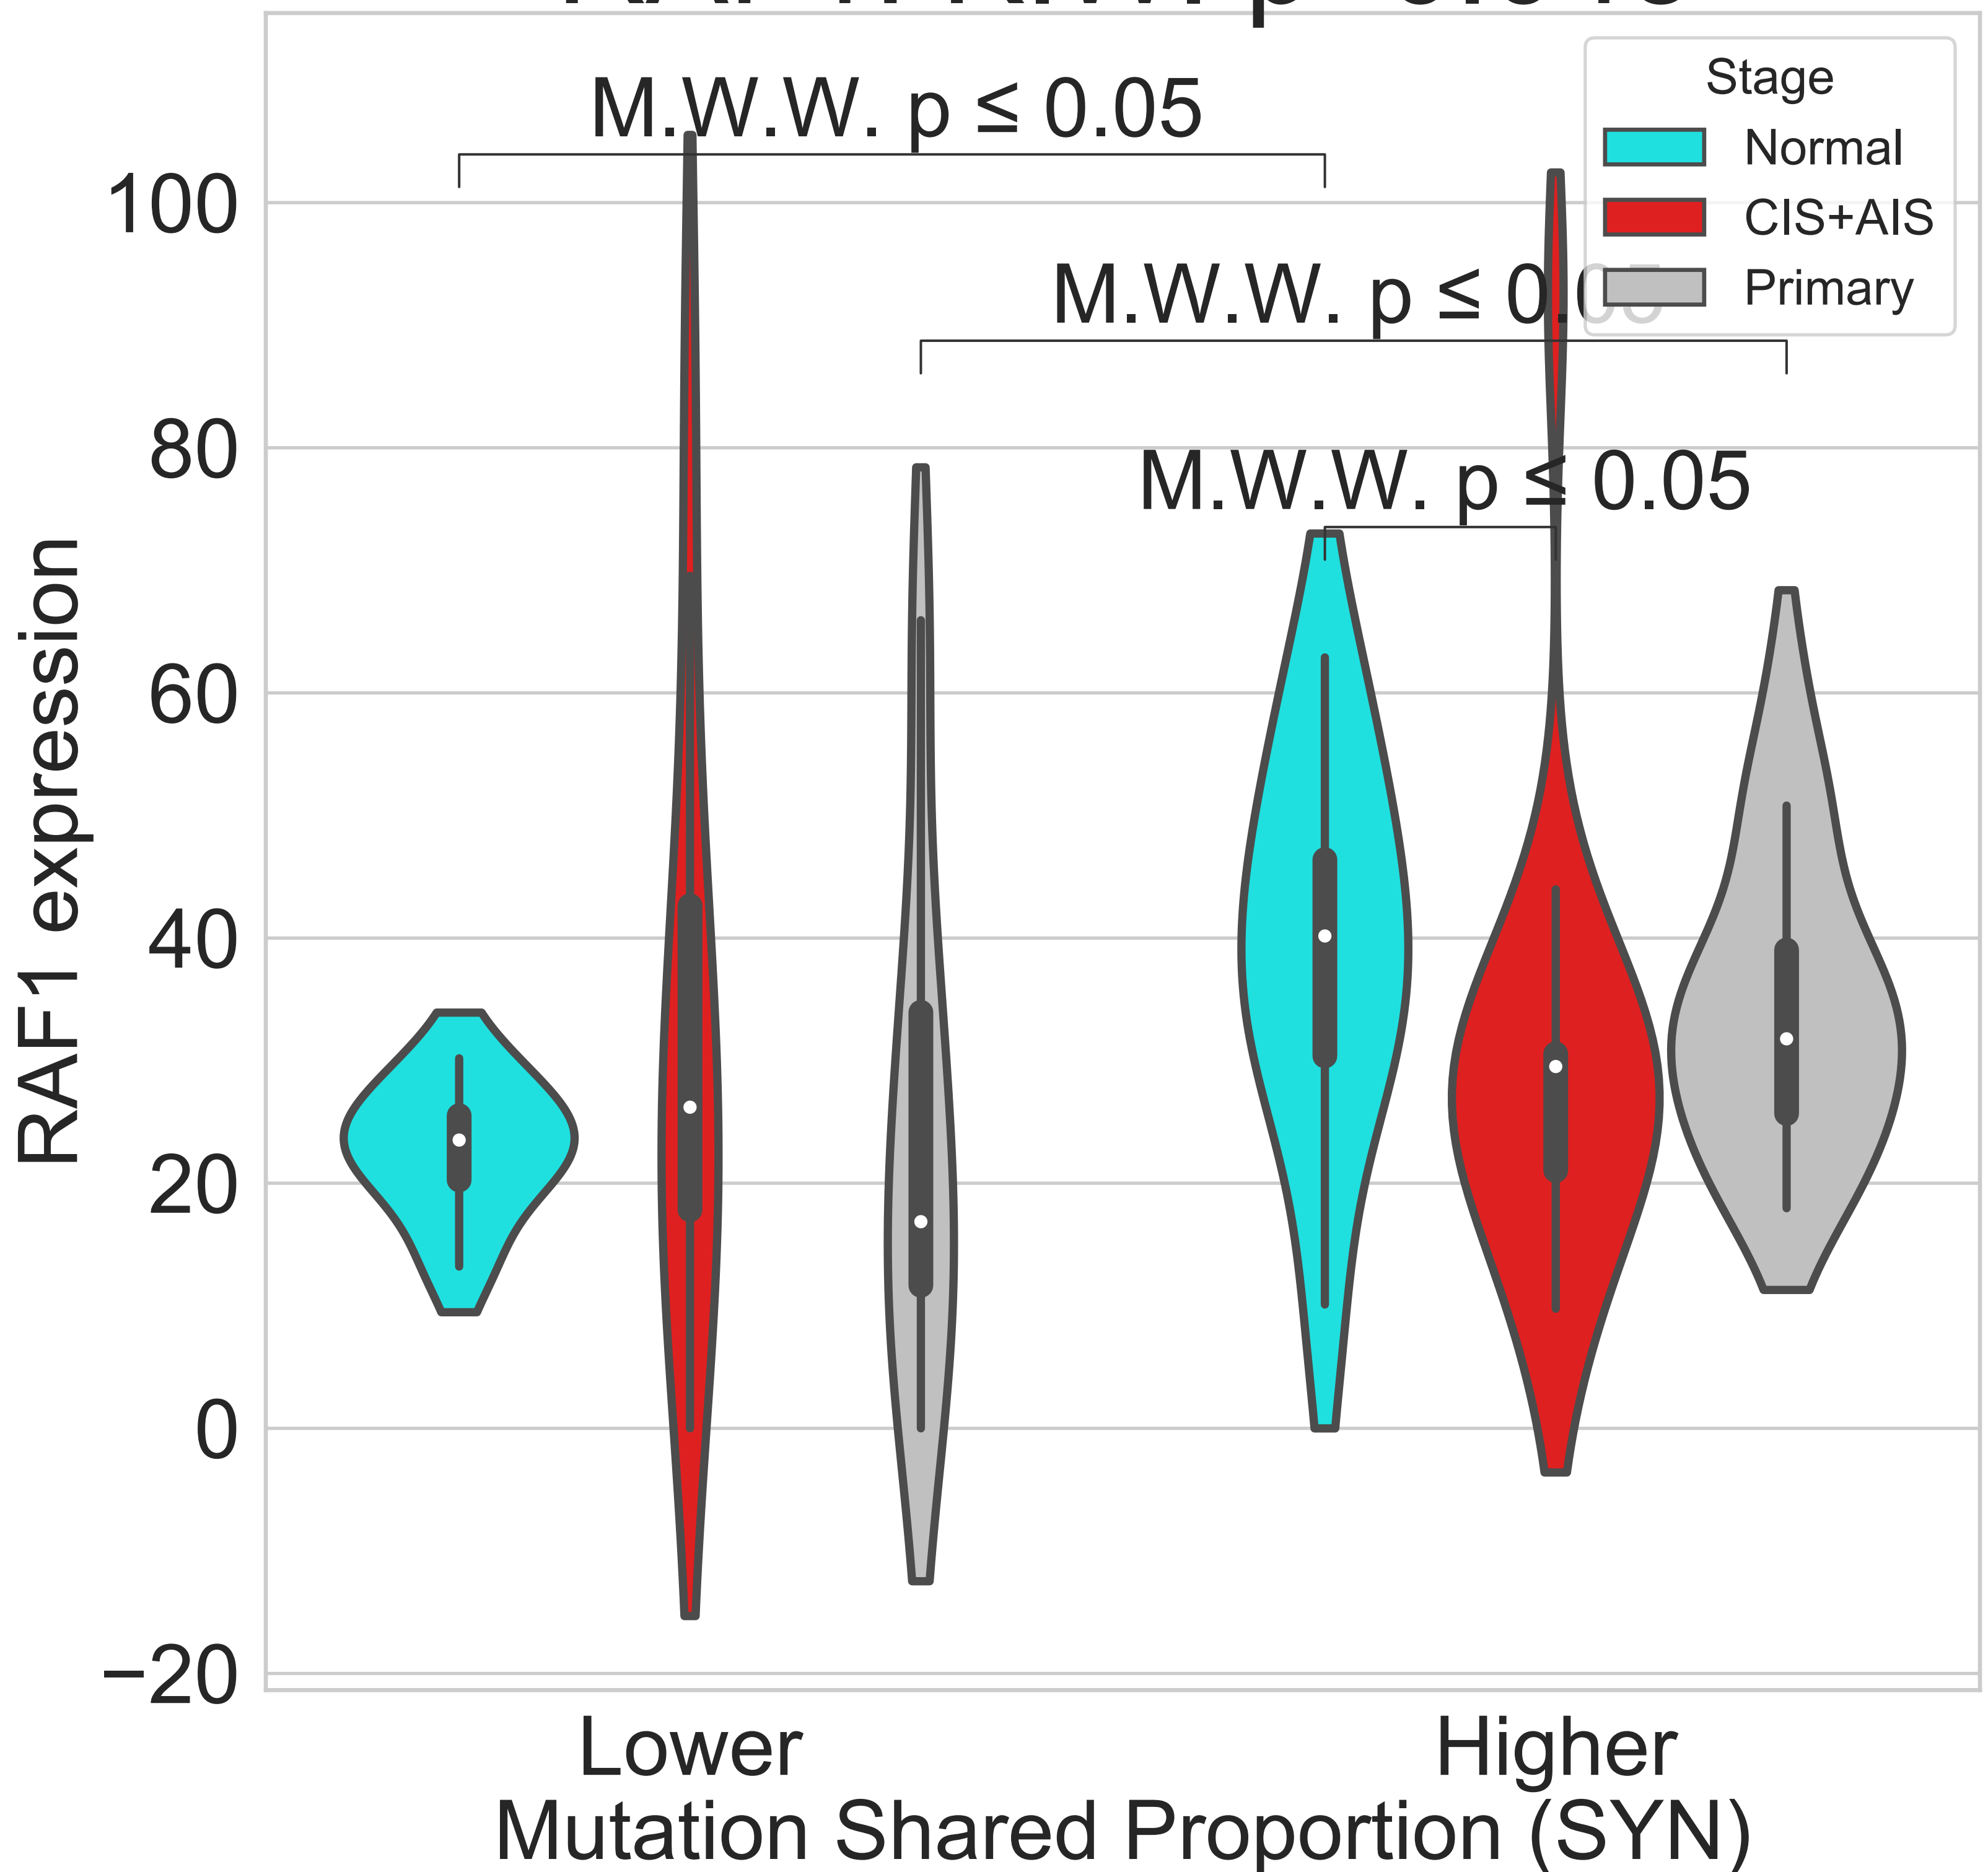 M.W.W. p ≤ 0.05
Stage
Normal
CIS+AIS
Primary
M.W.W. p ≤ 0.05
M.W.W. p ≤ 0.05
100
80
60
40
20
0
−20
RAF1 expression
Lower
Higher
Mutation Shared Proportion (SYN)